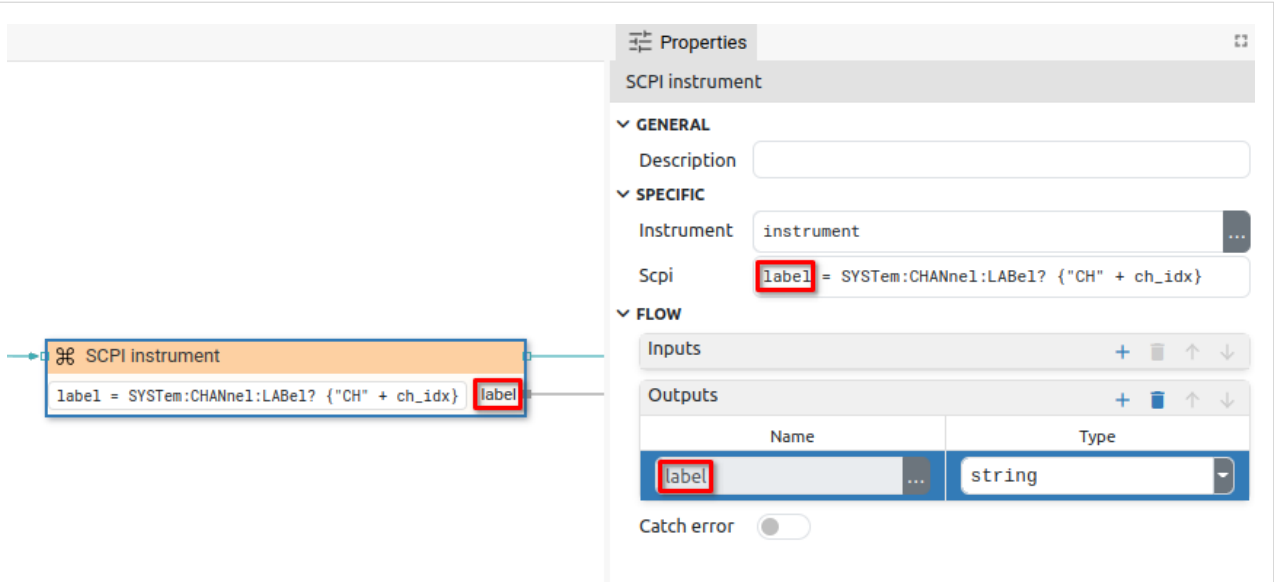 Properties
SCPI instrument
GENERAL
Description
SPECIFIC
Instrument instrument ...
Scpi label = SYSTem:CHANnel:LABel? {"CH" + ch_idx}
FLOW
Inputs
Outputs
Name Type
label ... string
Catch error
SCPI instrument
label = SYSTem:CHANnel:LABel? {"CH" + ch_idx} label